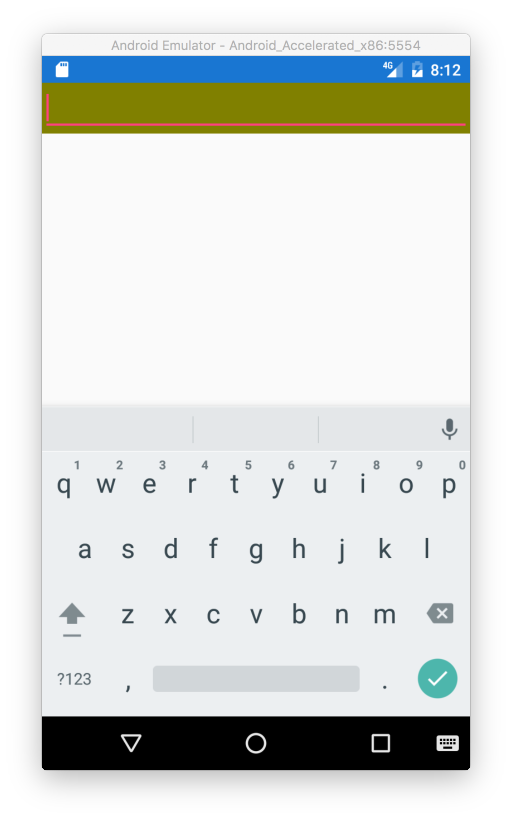 Android Emulator - Android_Accelerated_x86:5554
4G 8:12
1 2 3 4 5 6 7 8 9 0
q w e r t y u i o p
a s d f g h j k l
z x c v b n m
?123 , .